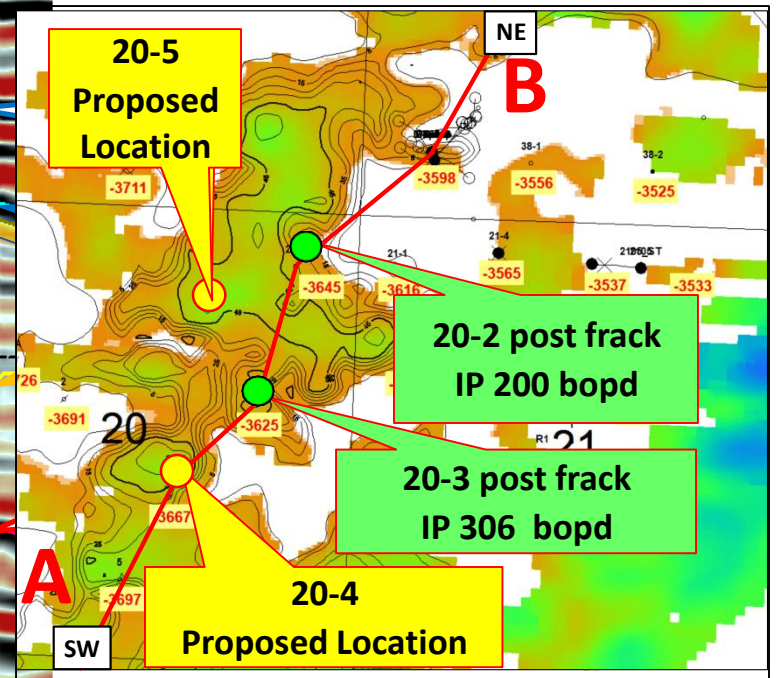 NE
20-5
Proposed
Location
B
38-1
38-2
-3711
-3598
-3556
-3525
21-4
21-1
-3565
-3645
-3616
-3537
-3533
20-2 post frack
IP 200 bopd
726
2
-3691
20
-3625
R1
21
20-3 post frack
IP 306 bopd
3667
A
-3697
20-4
Proposed Location
SW